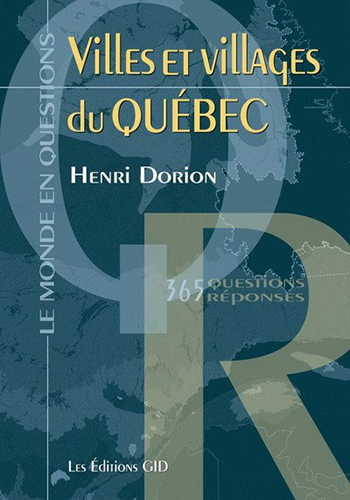 VILLES ET VILLAGES
DU QUÉBEC
HENRI DORION
LE MONDE EN QUESTIONS
Q
R
365 QUESTIONS
RÉPONSES
LES ÉDITIONS GID